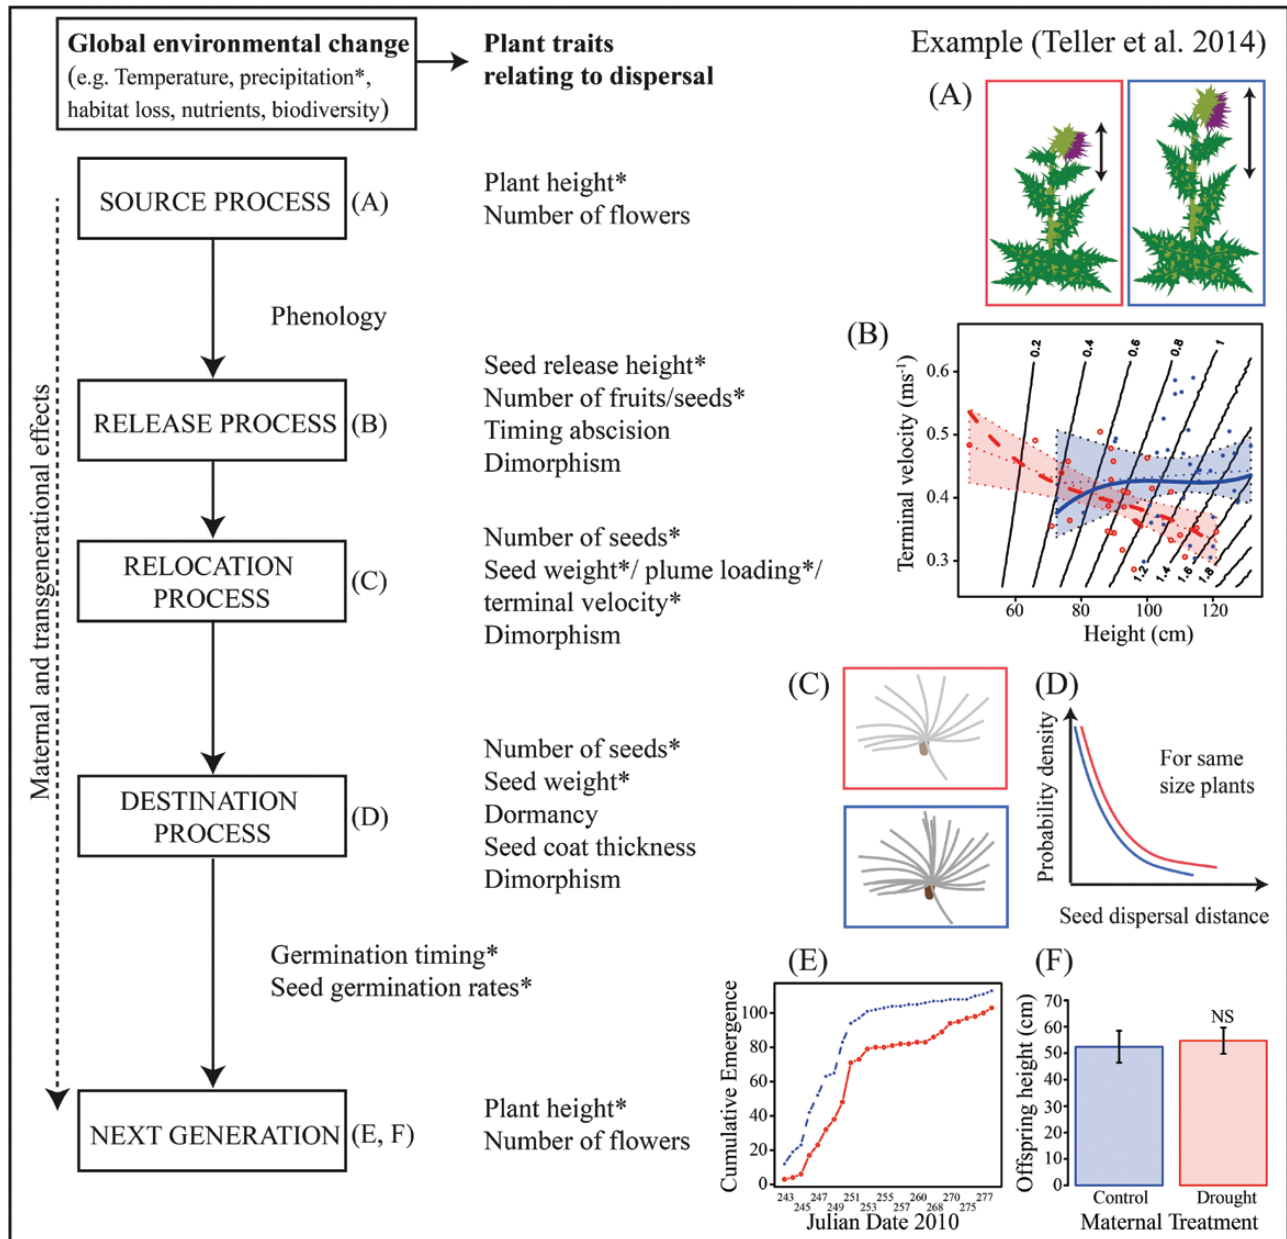 Global environmental change
(e.g. Temperature, precipitation*,
habitat loss, nutrients, biodiversity)
Plant traits
relating to dispersal
SOURCE PROCESS
(A)
Plant height*
Number of flowers
Phenology
RELEASE PROCESS
(B)
Seed release height*
Number of fruits/seeds*
Timing abscision
Dimorphism
RELOCATION
PROCESS
(C)
Number of seeds*
Seed weight*/ plume loading*/
terminal velocity*
Dimorphism
DESTINATION
PROCESS
(D)
Number of seeds*
Seed weight*
Dormancy
Seed coat thickness
Dimorphism
Germination timing*
Seed germination rates*
NEXT GENERATION
(E, F)
Plant height*
Number of flowers
Maternal and transgenerational effects
Example (Teller et al. 2014)
(A)
(B)
Terminal velocity (ms⁻¹)
0.6
0.5
0.4
0.3
0.2
0.4
0.6
0.8
1
1.2
1.4
1.6
1.8
60
80
100
120
Height (cm)
(C)
(D)
Probability density
For same
size plants
Seed dispersal distance
(E)
Cumulative Emergence
100
80
60
40
20
0
243
245
247
249
251
253
255
257
260
268
270
275
277
Julian Date 2010
(F)
Offspring height (cm)
70
60
50
40
30
20
10
0
NS
Control
Drought
Maternal Treatment